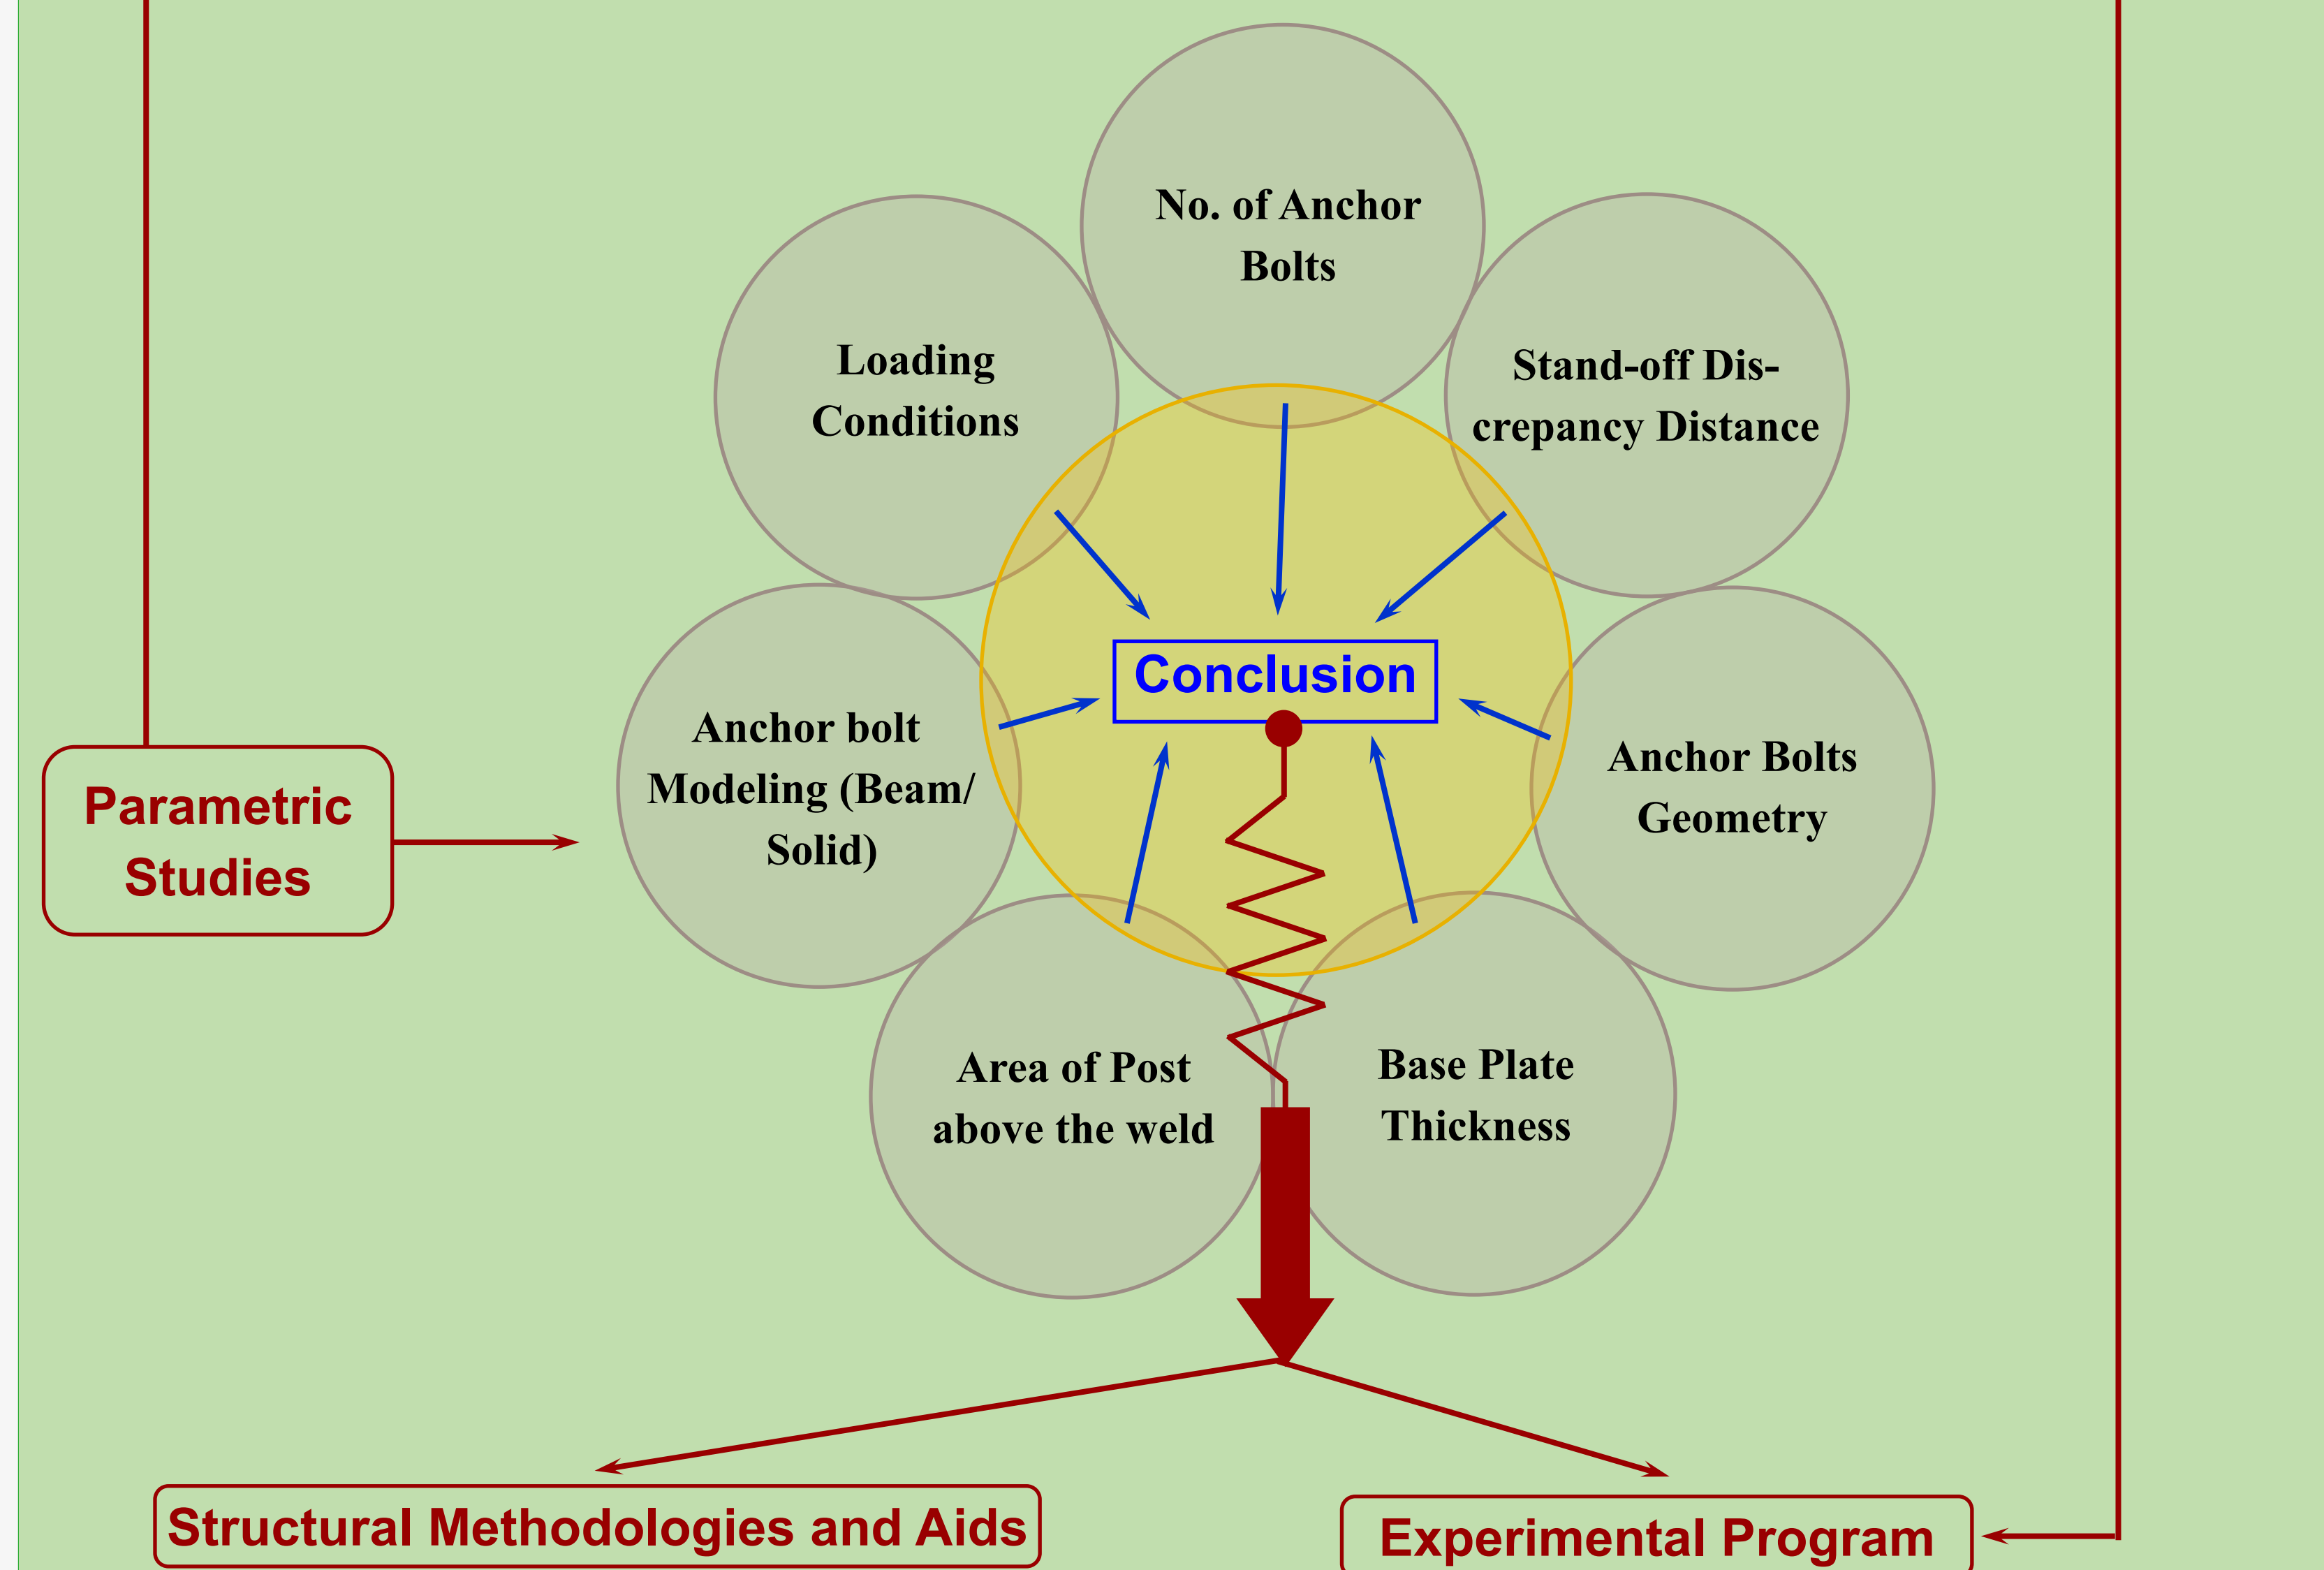 No. of Anchor
Bolts
Loading
Conditions
Stand-off Dis-
crepancy Distance
Conclusion
Anchor bolt
Modeling (Beam/
Solid)
Anchor Bolts
Geometry
Parametric
Studies
Area of Post
above the weld
Base Plate
Thickness
Structural Methodologies and Aids
Experimental Program